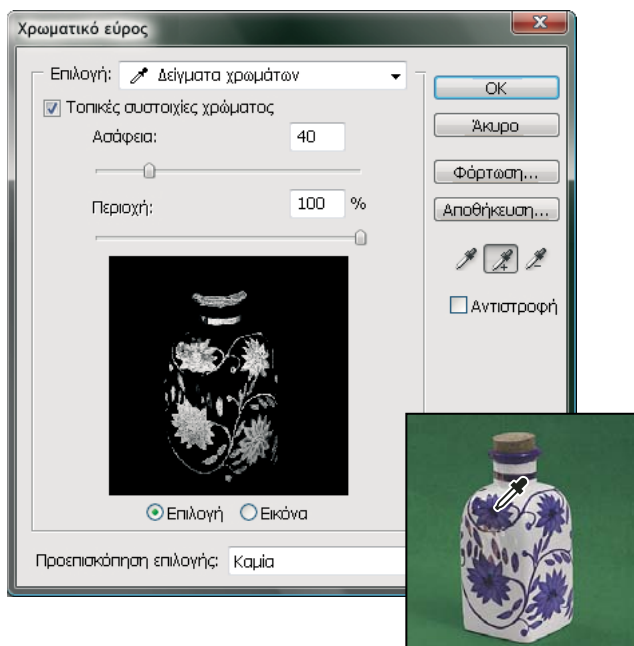 Χρωματικό εύρος
Επιλογή: Δείγματα χρωμάτων
Τοπικές συστοιχίες χρώματος
Ασάφεια: 40
Περιοχή: 100 %
Επιλογή Εικόνα
Προεπισκόπηση επιλογής: Καμία
OK
Άκυρο
Φόρτωση...
Αποθήκευση...
Αντιστροφή